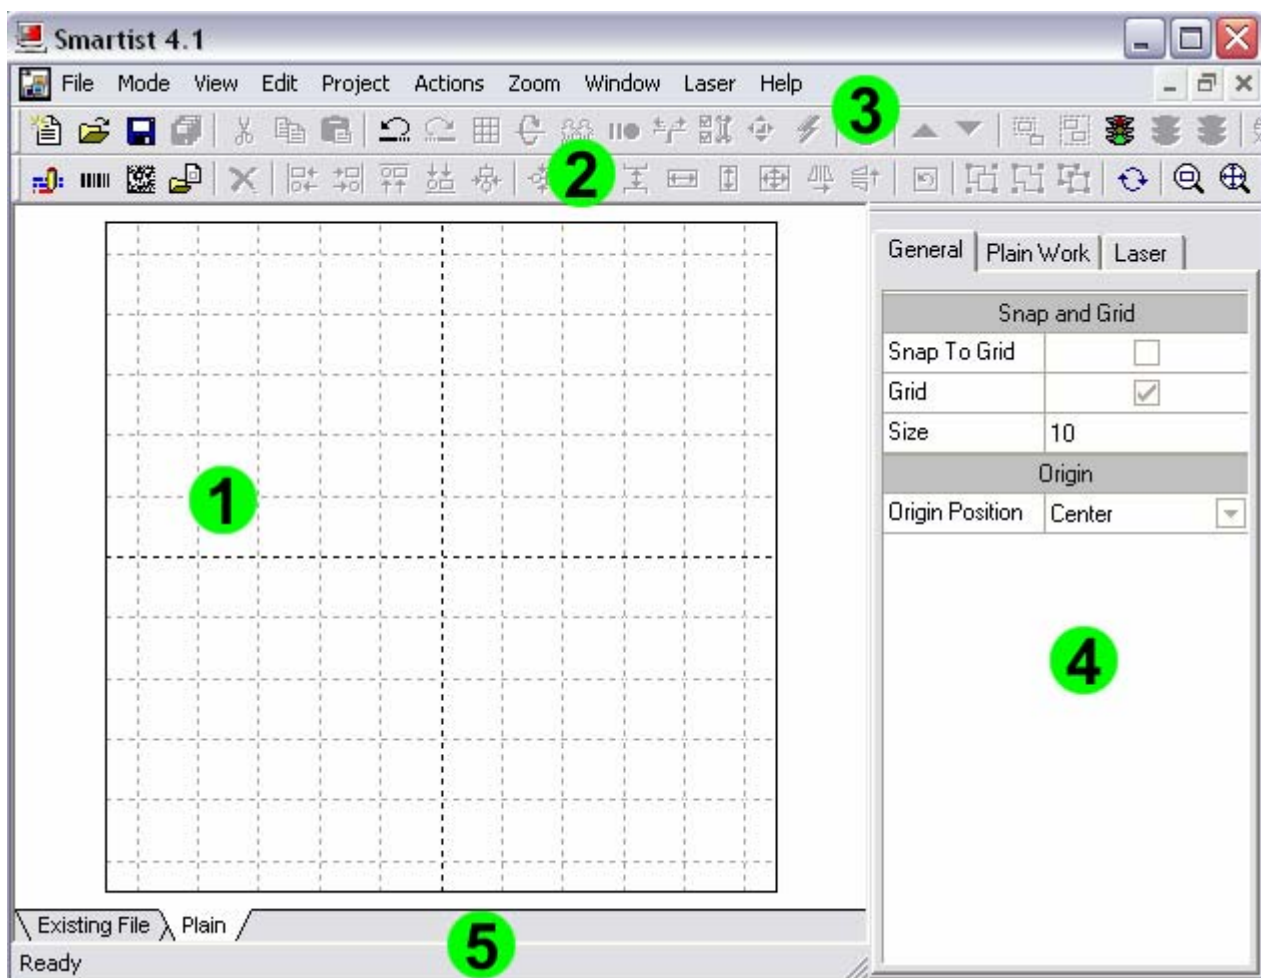 Smartist 4.1
File Mode View Edit Project Actions Zoom Window Laser Help
3
2
General Plain Work Laser
Snap and Grid
Snap To Grid
Grid
Size 10
Origin
Origin Position Center
1
4
Existing File Plain
5
Ready